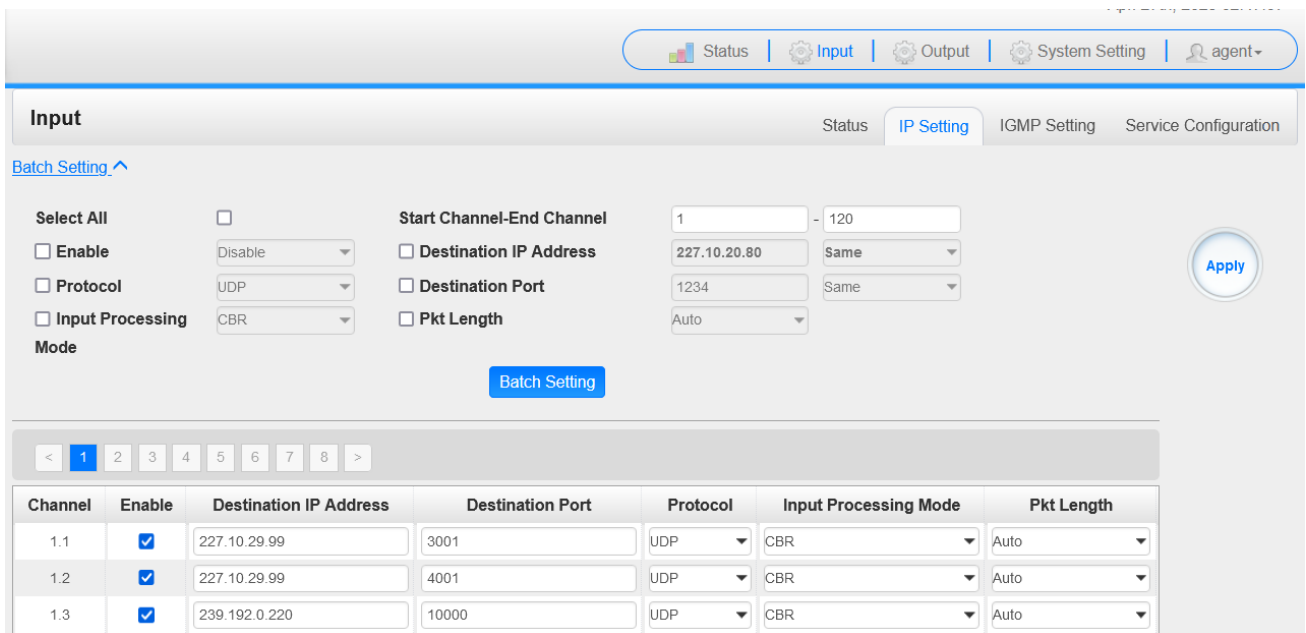 Status Input Output System Setting agent
Input Status IP Setting IGMP Setting Service Configuration
Batch Setting
Select All Start Channel-End Channel 1 - 120
Enable Disable Destination IP Address 227.10.20.80 Same
Apply
Protocol UDP Destination Port 1234 Same
Input Processing CBR Pkt Length Auto
Mode
Batch Setting
< 1 2 3 4 5 6 7 8 >
Channel Enable Destination IP Address Destination Port Protocol Input Processing Mode Pkt Length
1.1 227.10.29.99 3001 UDP CBR Auto
1.2 227.10.29.99 4001 UDP CBR Auto
1.3 239.192.0.220 10000 UDP CBR Auto